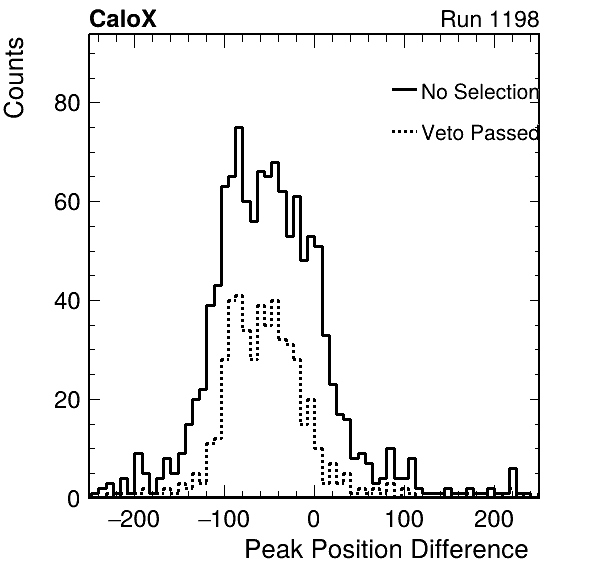 CaloX Run 1198
Counts
No Selection
Veto Passed
80
60
40
20
0
−200 −100 0 100 200
Peak Position Difference